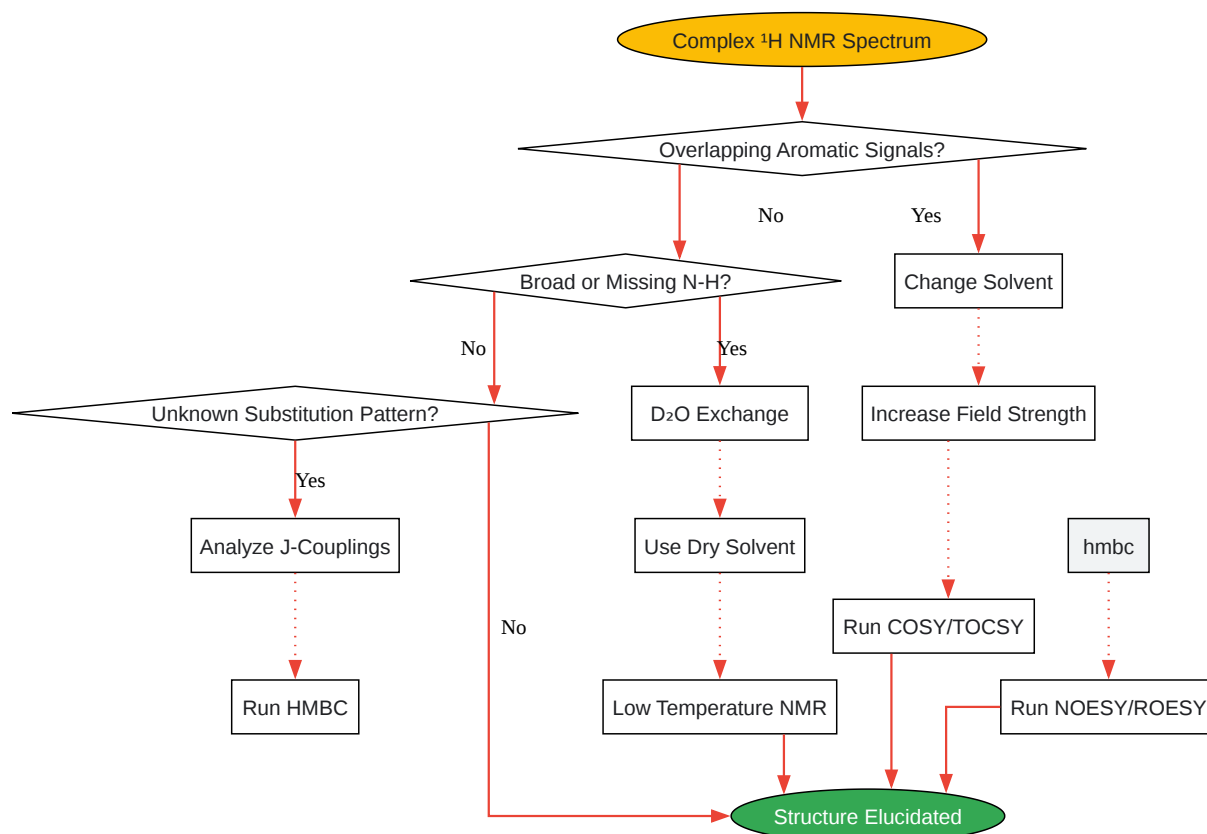 Complex ¹H NMR Spectrum
Overlapping Aromatic Signals?
No
Yes
Broad or Missing N-H?
Change Solvent
No
Yes
Unknown Substitution Pattern?
D₂O Exchange
Increase Field Strength
Yes
Analyze J-Couplings
Use Dry Solvent
hmbc
No
Run COSY/TOCSY
Run HMBC
Low Temperature NMR
Run NOESY/ROESY
Structure Elucidated